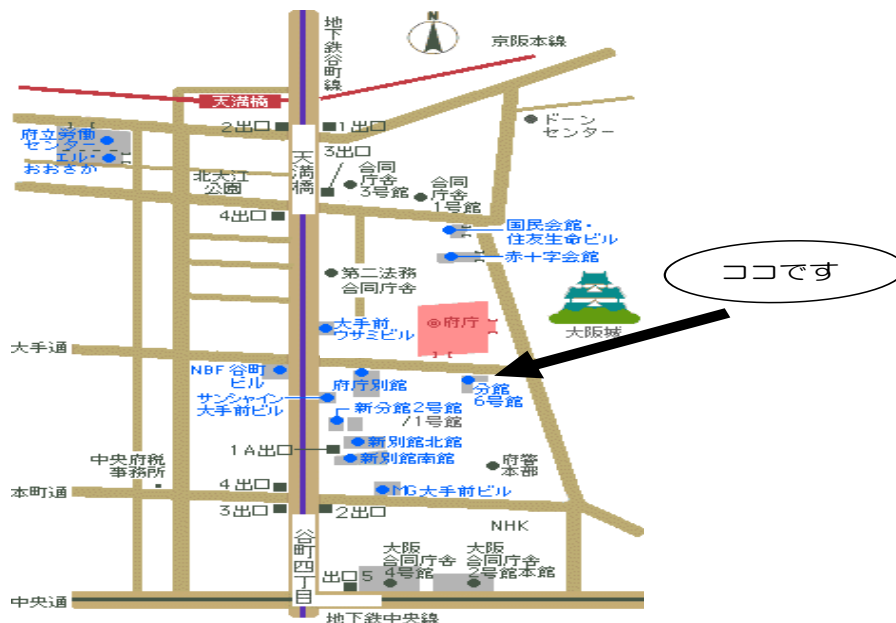 地下鉄谷町線
N
京阪本線
天満橋
ドーン
センター
2出口
1出口
府立労働
センター
エル・
おおさか
天満橋
3出口
北大江
公園
合同
庁舎
3号館
合同
庁舎
1号館
4出口
国民会館・
住友生命ビル
赤十字会館
ココです
第二法務
合同庁舎
大手前
ウサミビル
府庁
大阪城
大手通
NBF谷町
ビル
府庁別館
分館
6号館
サンシャイン
大手前ビル
新分館2号館
/1号館
1A出口
新別館北館
新別館南館
中央府税
事務所
府警
本部
4出口
本町通
MG大手前ビル
3出口
2出口
NHK
谷町四丁目
出口5
大阪
合同庁舎
4号館
大阪
合同庁舎
2号館本館
中央通
地下鉄中央線